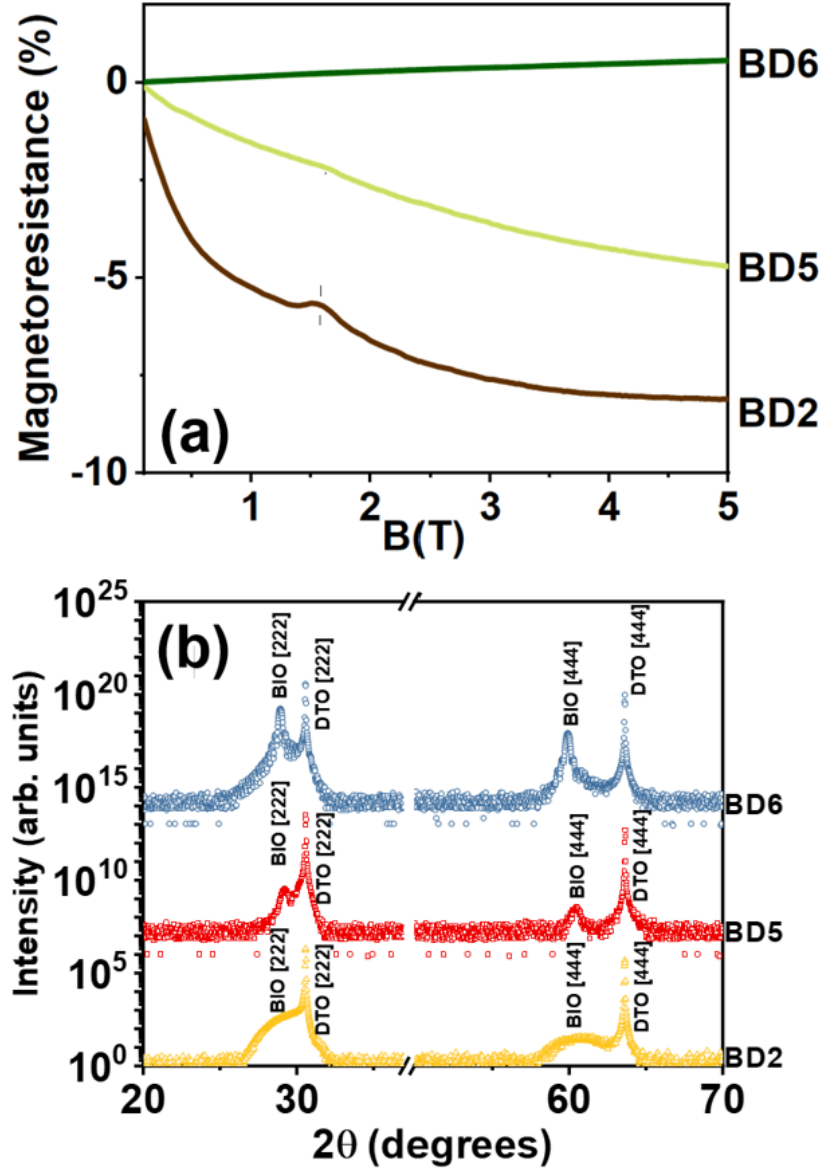 Magnetoresistance (%)
0
-5
-10
BD6
BD5
BD2
(a)
1 2 3 4 5
B(T)
(b)
Intensity (arb. units)
10^25
10^20
10^15
10^10
10^5
10^0
BIO [222]
DTO [222]
BIO [444]
DTO [444]
BD6
BIO [222]
DTO [222]
BIO [444]
DTO [444]
BD5
BIO [222]
DTO [222]
BIO [444]
DTO [444]
BD2
20 30 60 70
2θ (degrees)